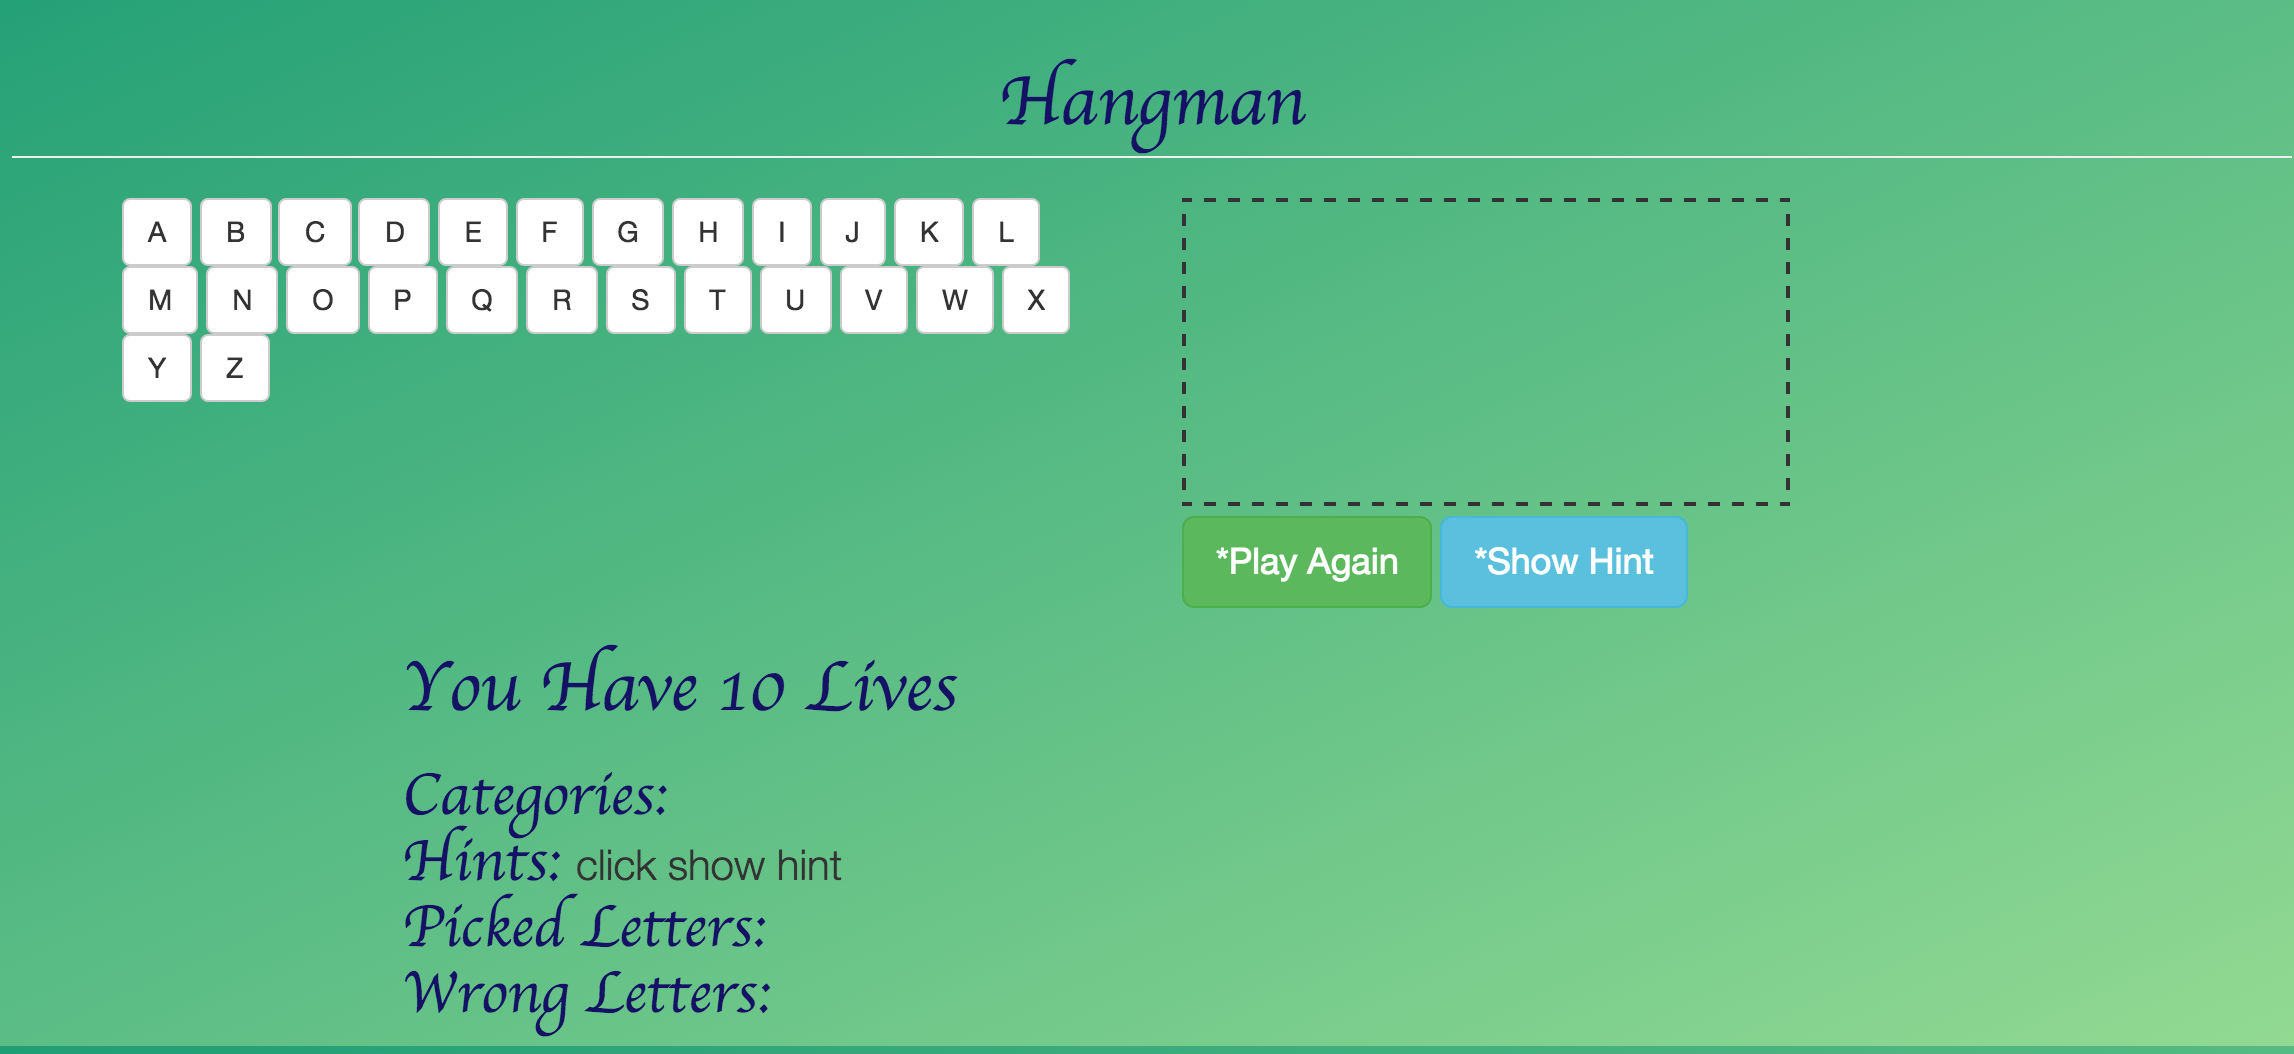 Hangman
A B C D E F G H I J K L
M N O P Q R S T U V W X
Y Z
*Play Again *Show Hint
You Have 10 Lives
Categories:
Hints: click show hint
Picked Letters:
Wrong Letters: